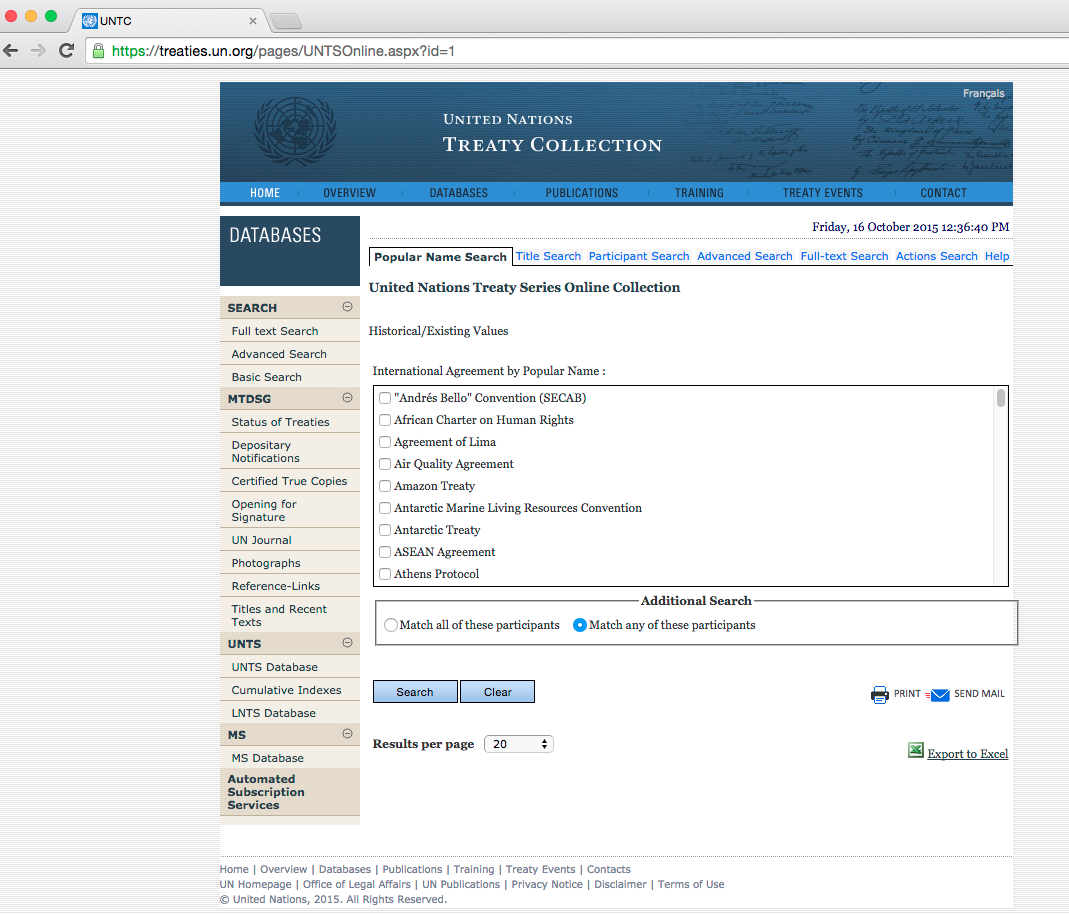 UNTC
https://treaties.un.org/pages/UNTSOnline.aspx?id=1
Français
UNITED NATIONS
TREATY COLLECTION
HOME OVERVIEW DATABASES PUBLICATIONS TRAINING TREATY EVENTS CONTACT
DATABASES
SEARCH
Full text Search
Advanced Search
Basic Search
MTDSG
Status of Treaties
Depositary
Notifications
Certified True Copies
Opening for
Signature
UN Journal
Photographs
Reference-Links
Titles and Recent
Texts
UNTS
UNTS Database
Cumulative Indexes
LNTS Database
MS
MS Database
Automated
Subscription
Services
Friday, 16 October 2015 12:36:40 PM
Popular Name Search Title Search Participant Search Advanced Search Full-text Search Actions Search Help
United Nations Treaty Series Online Collection
Historical/Existing Values
International Agreement by Popular Name :
"Andrés Bello" Convention (SECAB)
African Charter on Human Rights
Agreement of Lima
Air Quality Agreement
Amazon Treaty
Antarctic Marine Living Resources Convention
Antarctic Treaty
ASEAN Agreement
Athens Protocol
Additional Search
Match all of these participants Match any of these participants
Search Clear
PRINT SEND MAIL
Results per page 20
Export to Excel
Home | Overview | Databases | Publications | Training | Treaty Events | Contacts
UN Homepage | Office of Legal Affairs | UN Publications | Privacy Notice | Disclaimer | Terms of Use
© United Nations, 2015. All Rights Reserved.